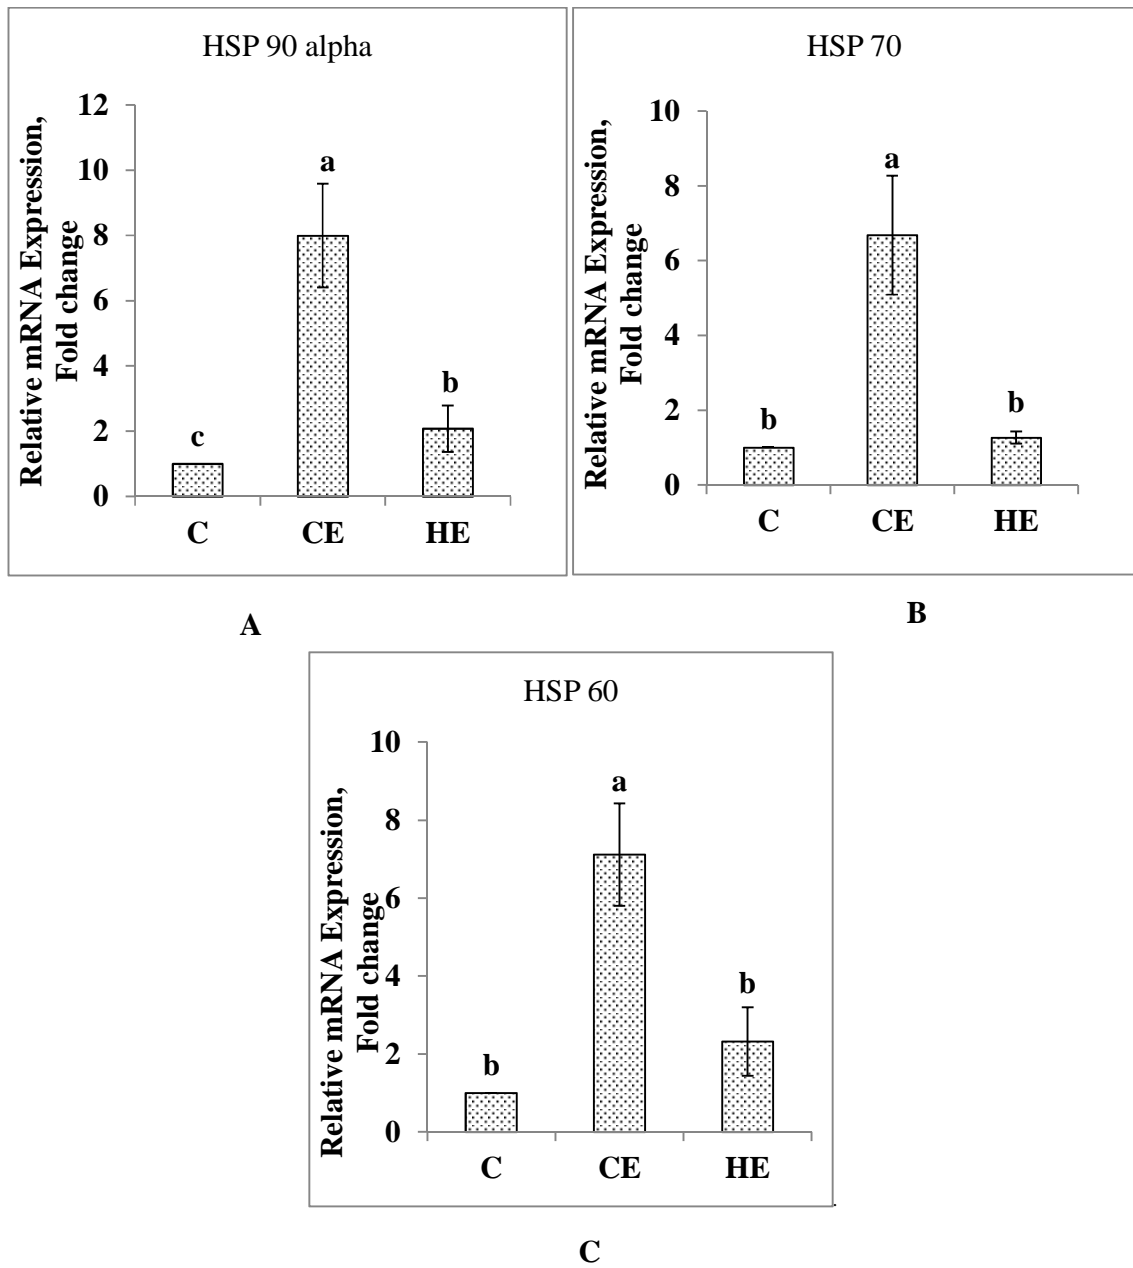 HSP 90 alpha
Relative mRNA Expression,
Fold change
12
10
8
6
4
2
0
a
b
c
C CE HE
A
HSP 70
Relative mRNA Expression,
Fold change
10
8
6
4
2
0
a
b
b
C CE HE
B
HSP 60
Relative mRNA Expression,
Fold change
10
8
6
4
2
0
a
b
b
C CE HE
.
C